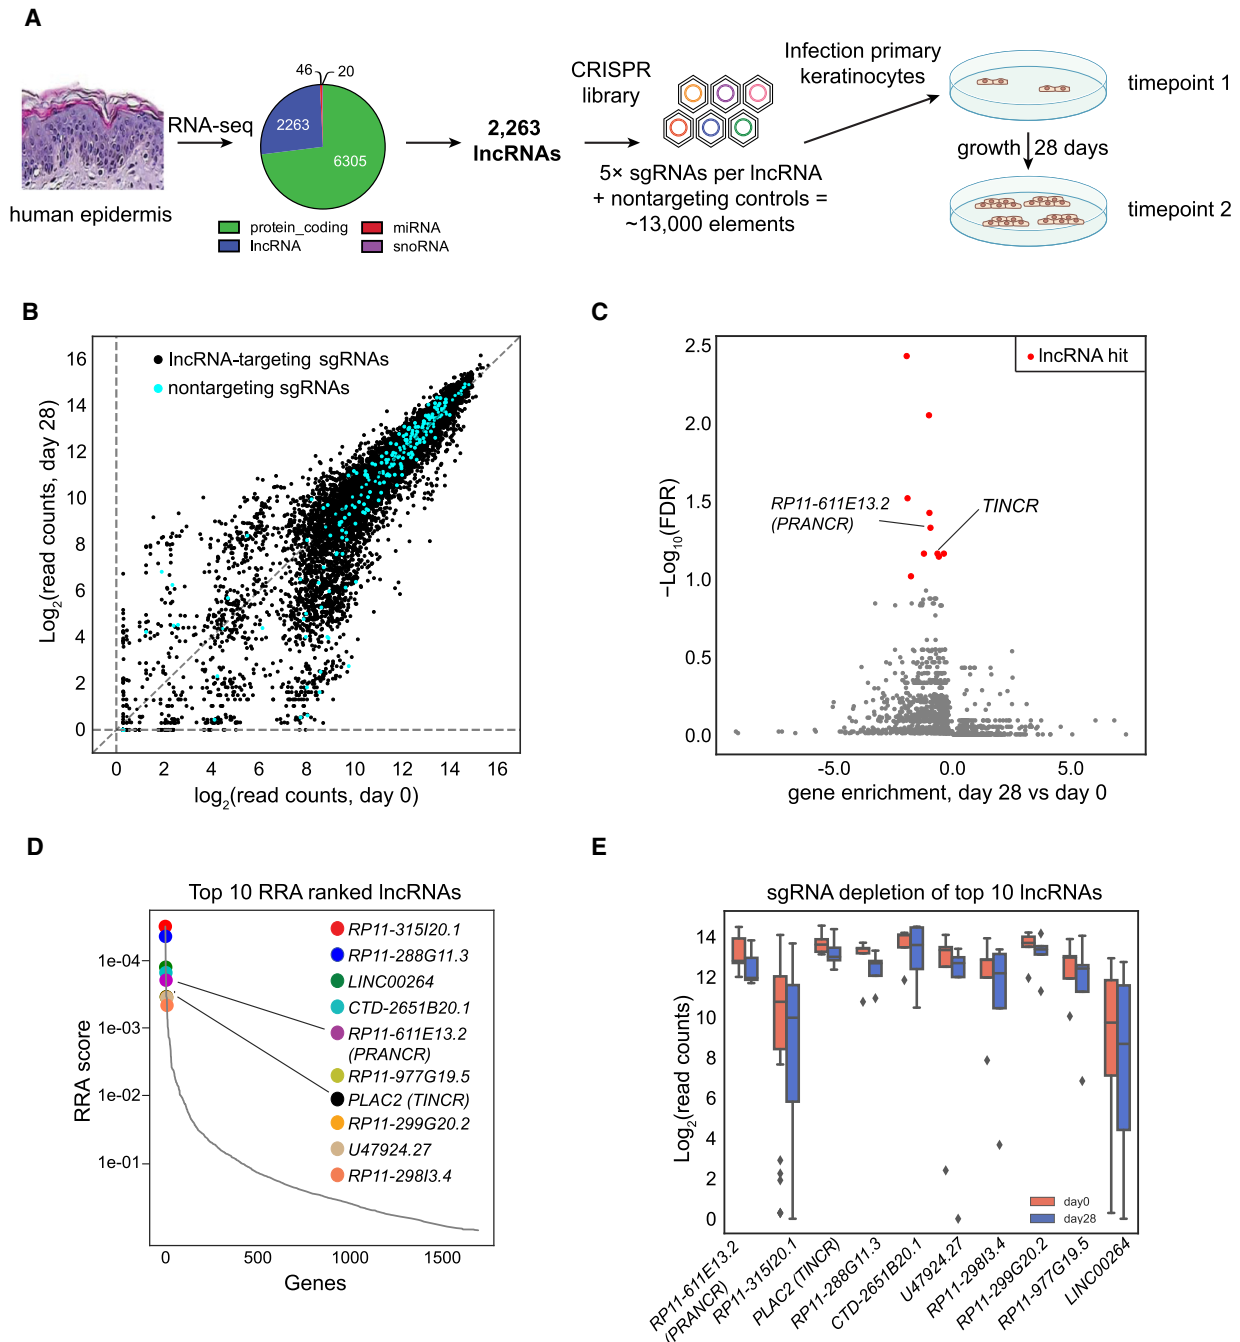 A
human epidermis
RNA-seq
46
20
2263
6305
protein_coding
lncRNA
miRNA
snoRNA
2,263
lncRNAs
CRISPR
library
5× sgRNAs per lncRNA
+ nontargeting controls =
~13,000 elements
Infection primary
keratinocytes
timepoint 1
growth
28 days
timepoint 2
B
lncRNA-targeting sgRNAs
nontargeting sgRNAs
Log2(read counts, day 28)
16
14
12
10
8
6
4
2
0
0 2 4 6 8 10 12 14 16
log2(read counts, day 0)
C
lncRNA hit
−Log10(FDR)
2.5
2.0
1.5
1.0
0.5
0.0
RP11-611E13.2
(PRANCR)
TINCR
-5.0 0.0 5.0
gene enrichment, day 28 vs day 0
D
Top 10 RRA ranked lncRNAs
RRA score
1e-04
1e-03
1e-02
1e-01
RP11-315I20.1
RP11-288G11.3
LINC00264
CTD-2651B20.1
RP11-611E13.2
(PRANCR)
RP11-977G19.5
PLAC2 (TINCR)
RP11-299G20.2
U47924.27
RP11-298I3.4
0 500 1000 1500
Genes
E
sgRNA depletion of top 10 lncRNAs
Log2(read counts)
14
12
10
8
6
4
2
0
day0
day28
RP11-611E13.2
(PRANCR)
RP11-315I20.1
PLAC2 (TINCR)
RP11-288G11.3
CTD-2651B20.1
U47924.27
RP11-298I3.4
RP11-299G20.2
RP11-977G19.5
LINC00264